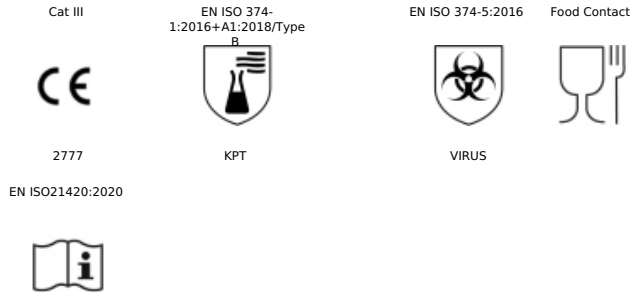 Cat III
EN ISO 374-
1:2016+A1:2018/Type
B
EN ISO 374-5:2016
Food Contact
CE
i
2777
KPT
VIRUS
EN ISO21420:2020